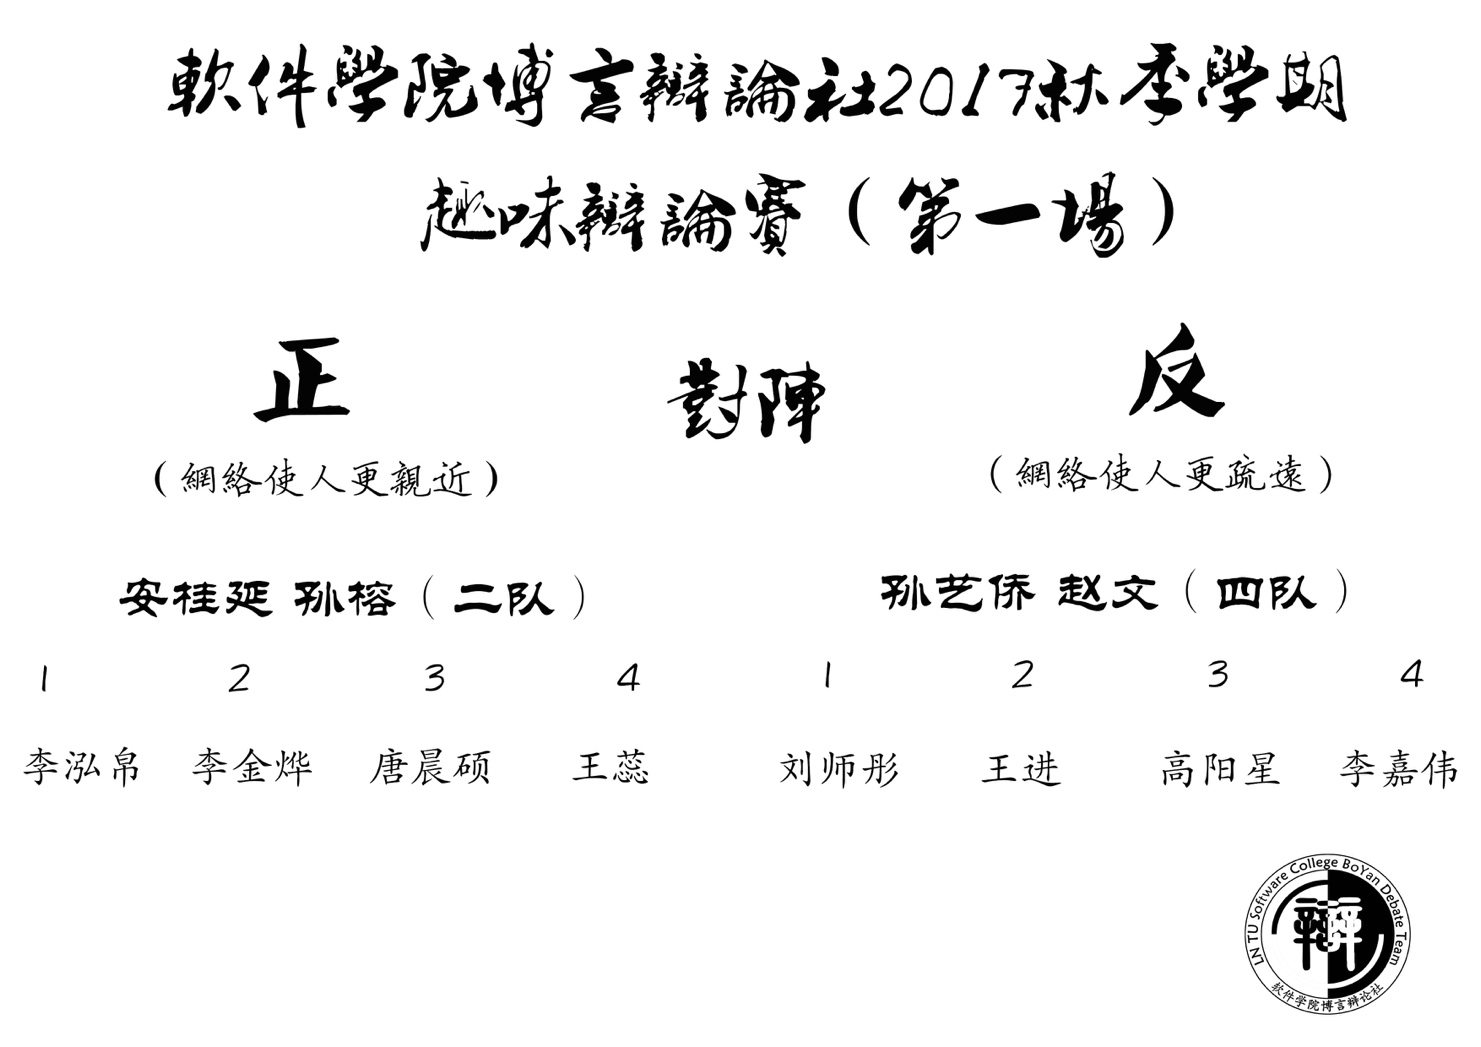 軟件學院博言辯論社2017秋季學期
趣味辯論賽（第一場）
正 對陣 反
（網絡使人更親近） （網絡使人更疏遠）
安桂延 孙榕（二队） 孙艺侨 赵文（四队）
1 2 3 4 1 2 3 4
李泓帛 李金烨 唐晨硕 王蕊 刘师彤 王进 高阳星 李嘉伟
LN TU Software College BoYan Debate Team
辯
软件学院博言辩论社